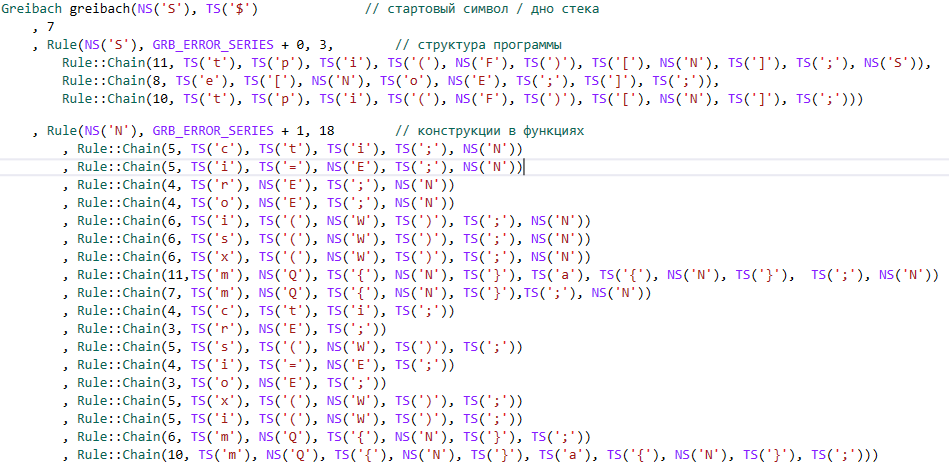 Greibach greibach(NS('S'), TS('$')             // стартовый символ / дно стека
    , 7
    , Rule(NS('S'), GRB_ERROR_SERIES + 0, 3,        // структура программы
        Rule::Chain(11, TS('t'), TS('p'), TS('i'), TS('('), NS('F'), TS(')'), TS('['), NS('N'), TS(']'), TS(';'), NS('S')),
        Rule::Chain(8, TS('e'), TS('['), NS('N'), TS('o'), NS('E'), TS(';'), TS(']'), TS(';')),
        Rule::Chain(10, TS('t'), TS('p'), TS('i'), TS('('), NS('F'), TS(')'), TS('['), NS('N'), TS(']'), TS(';')))

    , Rule(NS('N'), GRB_ERROR_SERIES + 1, 18        // конструкции в функциях
        , Rule::Chain(5, TS('c'), TS('t'), TS('i'), TS(';'), NS('N'))
        , Rule::Chain(5, TS('i'), TS('='), NS('E'), TS(';'), NS('N'))
        , Rule::Chain(4, TS('r'), NS('E'), TS(';'), NS('N'))
        , Rule::Chain(4, TS('o'), NS('E'), TS(';'), NS('N'))
        , Rule::Chain(6, TS('i'), TS('('), NS('W'), TS(')'), TS(';'), NS('N'))
        , Rule::Chain(6, TS('s'), TS('('), NS('W'), TS(')'), TS(';'), NS('N'))
        , Rule::Chain(6, TS('x'), TS('('), NS('W'), TS(')'), TS(';'), NS('N'))
        , Rule::Chain(11,TS('m'), NS('Q'), TS('{'), NS('N'), TS('}'), TS('a'), TS('{'), NS('N'), TS('}'),  TS(';'), NS('N'))
        , Rule::Chain(7, TS('m'), NS('Q'), TS('{'), NS('N'), TS('}'),TS(';'), NS('N'))
        , Rule::Chain(4, TS('c'), TS('t'), TS('i'), TS(';'))
        , Rule::Chain(3, TS('r'), NS('E'), TS(';'))
        , Rule::Chain(5, TS('s'), TS('('), NS('W'), TS(')'), TS(';'))
        , Rule::Chain(4, TS('i'), TS('='), NS('E'), TS(';'))
        , Rule::Chain(3, TS('o'), NS('E'), TS(';'))
        , Rule::Chain(5, TS('x'), TS('('), NS('W'), TS(')'), TS(';'))
        , Rule::Chain(5, TS('i'), TS('('), NS('W'), TS(')'), TS(';'))
        , Rule::Chain(6, TS('m'), NS('Q'), TS('{'), NS('N'), TS('}'), TS(';'))
        , Rule::Chain(10, TS('m'), NS('Q'), TS('{'), NS('N'), TS('}'), TS('a'), TS('{'), NS('N'), TS('}'), TS(';')))